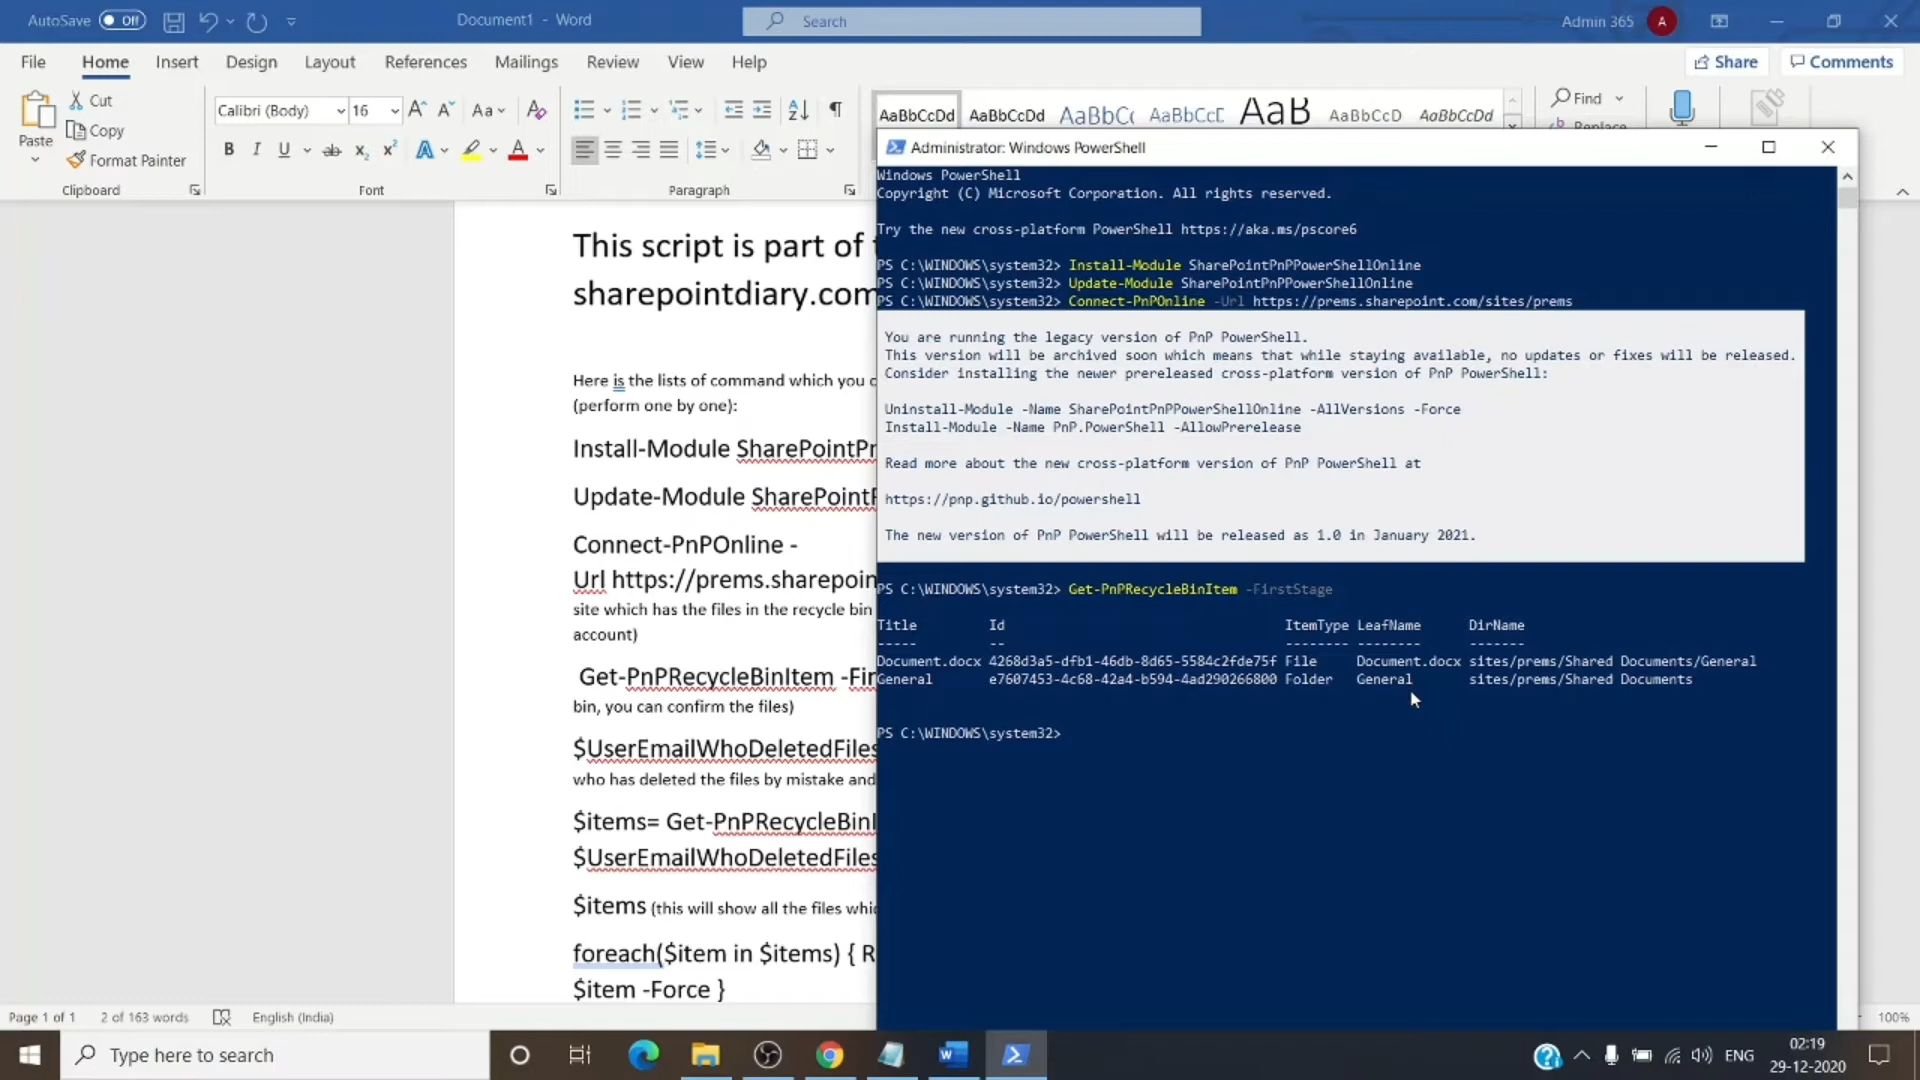 AutoSave Off
Document1 - Word
Search
Admin 365 A
File Home Insert Design Layout References Mailings Review View Help
Share Comments
Paste
Cut
Copy
Format Painter
Clipboard
Calibri (Body) 16
Font
Paragraph
AaBbCcDd AaBbCcDd AaBbC AaBbCcE AaB AaBbCcD AaBbCcDd
Find
Replace
This script is part of
sharepointdiary.com
Here is the lists of command which you
(perform one by one):
Install-Module SharePointPn
Update-Module SharePoint
Connect-PnPOnline -
Url https://prems.sharepoin
site which has the files in the recycle bin
account)
Get-PnPRecycleBinItem -Fir
bin, you can confirm the files)
$UserEmailWhoDeletedFiles
who has deleted the files by mistake and
$items= Get-PnPRecycleBin
$UserEmailWhoDeletedFiles
$items (this will show all the files
foreach($item in $items) { R
$item -Force }
Administrator: Windows PowerShell
Windows PowerShell
Copyright (C) Microsoft Corporation. All rights reserved.
Try the new cross-platform PowerShell https://aka.ms/pscore6
PS C:\WINDOWS\system32> Install-Module SharePointPnPPowerShellOnline
PS C:\WINDOWS\system32> Update-Module SharePointPnPPowerShellOnline
PS C:\WINDOWS\system32> Connect-PnPOnline -Url https://prems.sharepoint.com/sites/prems
You are running the legacy version of PnP PowerShell.
This version will be archived soon which means that while staying available, no updates or fixes will be released.
Consider installing the newer prereleased cross-platform version of PnP PowerShell:
Uninstall-Module -Name SharePointPnPPowerShellOnline -AllVersions -Force
Install-Module -Name PnP.PowerShell -AllowPrerelease
Read more about the new cross-platform version of PnP PowerShell at
https://pnp.github.io/powershell
The new version of PnP PowerShell will be released as 1.0 in January 2021.
PS C:\WINDOWS\system32> Get-PnPRecycleBinItem -FirstStage
Title Id ItemType LeafName DirName
----- -- -------- -------- -------
Document.docx 4268d3a5-dfb1-46db-8d65-5584c2fde75f File Document.docx sites/prems/Shared Documents/General
General e7607453-4c68-42a4-b594-4ad290266800 Folder General sites/prems/Shared Documents
PS C:\WINDOWS\system32>
Page 1 of 1 2 of 163 words English (India) 100%
Type here to search
ENG
02:19
29-12-2020